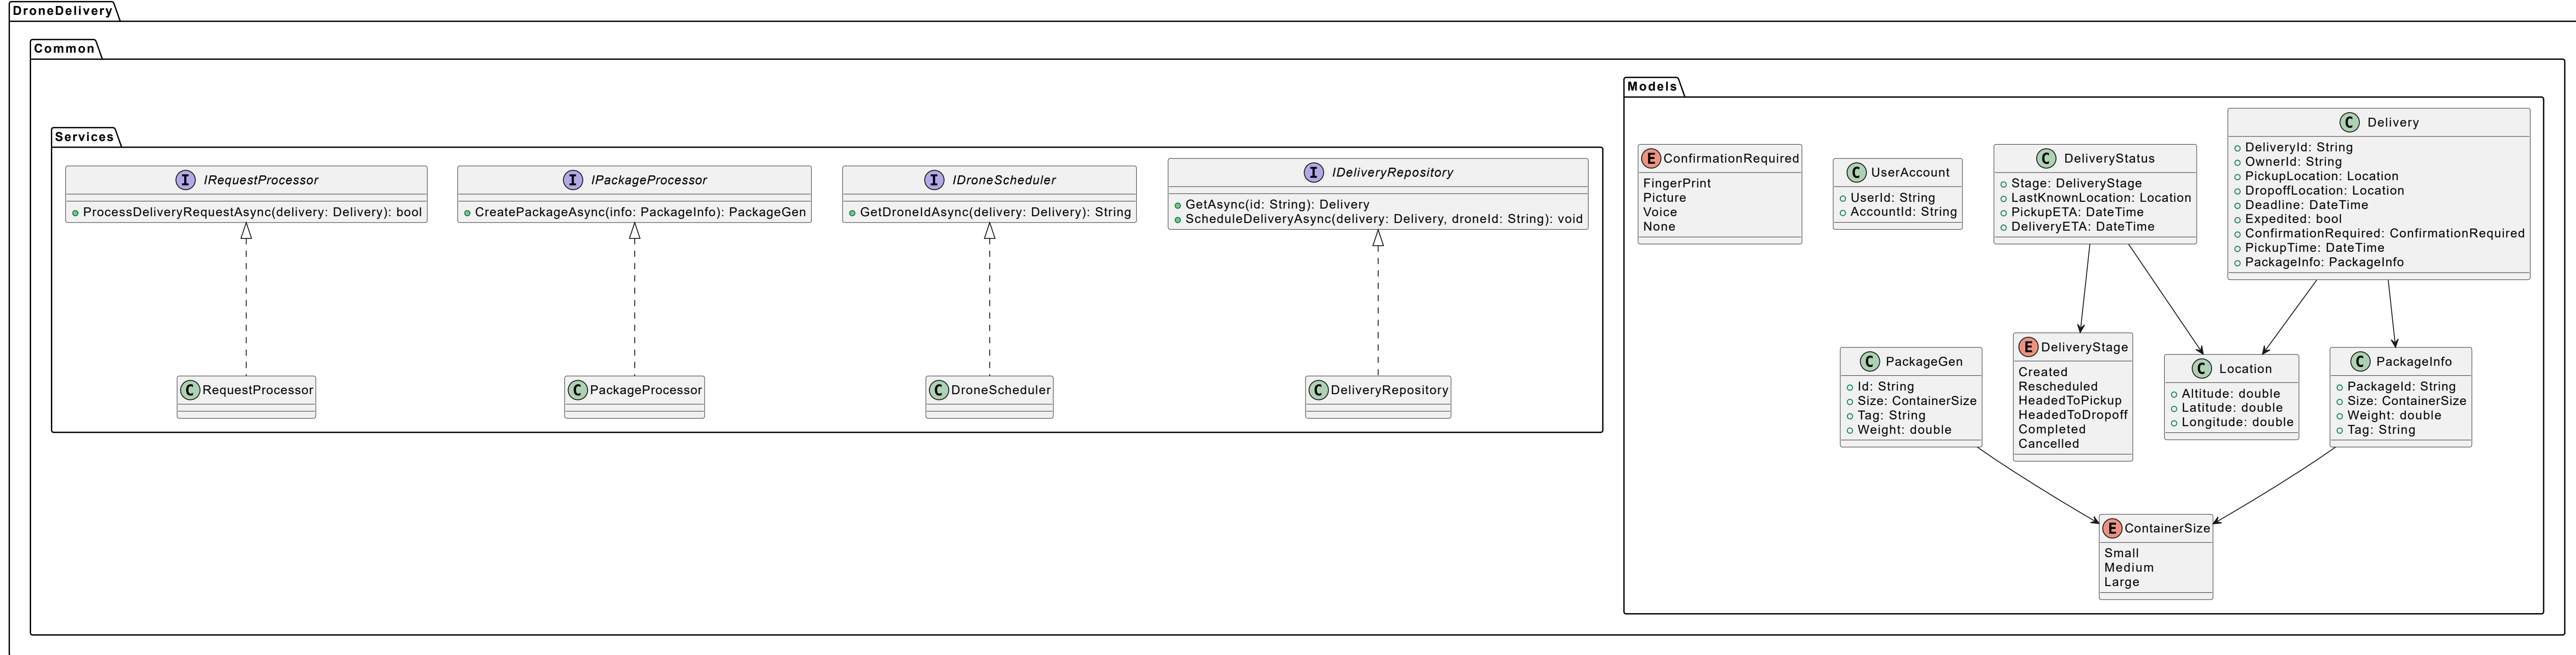 DroneDelivery
Common
Services
I IRequestProcessor
ProcessDeliveryRequestAsync(delivery: Delivery): bool
I IPackageProcessor
CreatePackageAsync(info: PackageInfo): PackageGen
I IDroneScheduler
GetDroneIdAsync(delivery: Delivery): String
I IDeliveryRepository
GetAsync(id: String): Delivery
ScheduleDeliveryAsync(delivery: Delivery, droneId: String): void
C RequestProcessor
C PackageProcessor
C DroneScheduler
C DeliveryRepository
Models
E ConfirmationRequired
FingerPrint
Picture
Voice
None
C UserAccount
UserId: String
AccountId: String
C DeliveryStatus
Stage: DeliveryStage
LastKnownLocation: Location
PickupETA: DateTime
DeliveryETA: DateTime
C Delivery
DeliveryId: String
OwnerId: String
PickupLocation: Location
DropoffLocation: Location
Deadline: DateTime
Expedited: bool
ConfirmationRequired: ConfirmationRequired
PickupTime: DateTime
PackageInfo: PackageInfo
C PackageGen
Id: String
Size: ContainerSize
Tag: String
Weight: double
E DeliveryStage
Created
Rescheduled
HeadedToPickup
HeadedToDropoff
Completed
Cancelled
C Location
Altitude: double
Latitude: double
Longitude: double
C PackageInfo
PackageId: String
Size: ContainerSize
Weight: double
Tag: String
E ContainerSize
Small
Medium
Large